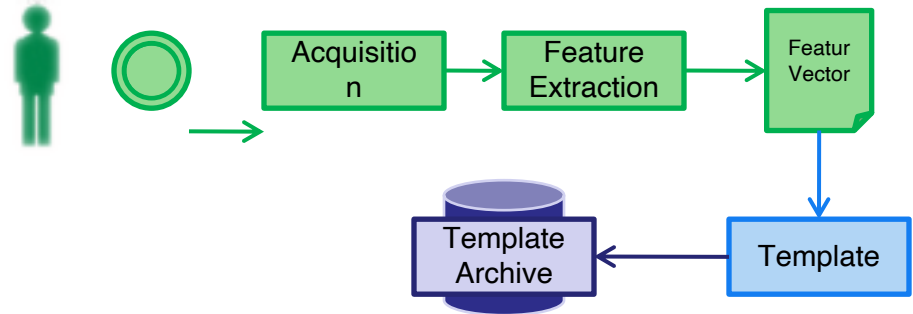 Acquisitio
n
Feature
Extraction
Featur
Vector
Template
Archive
Template